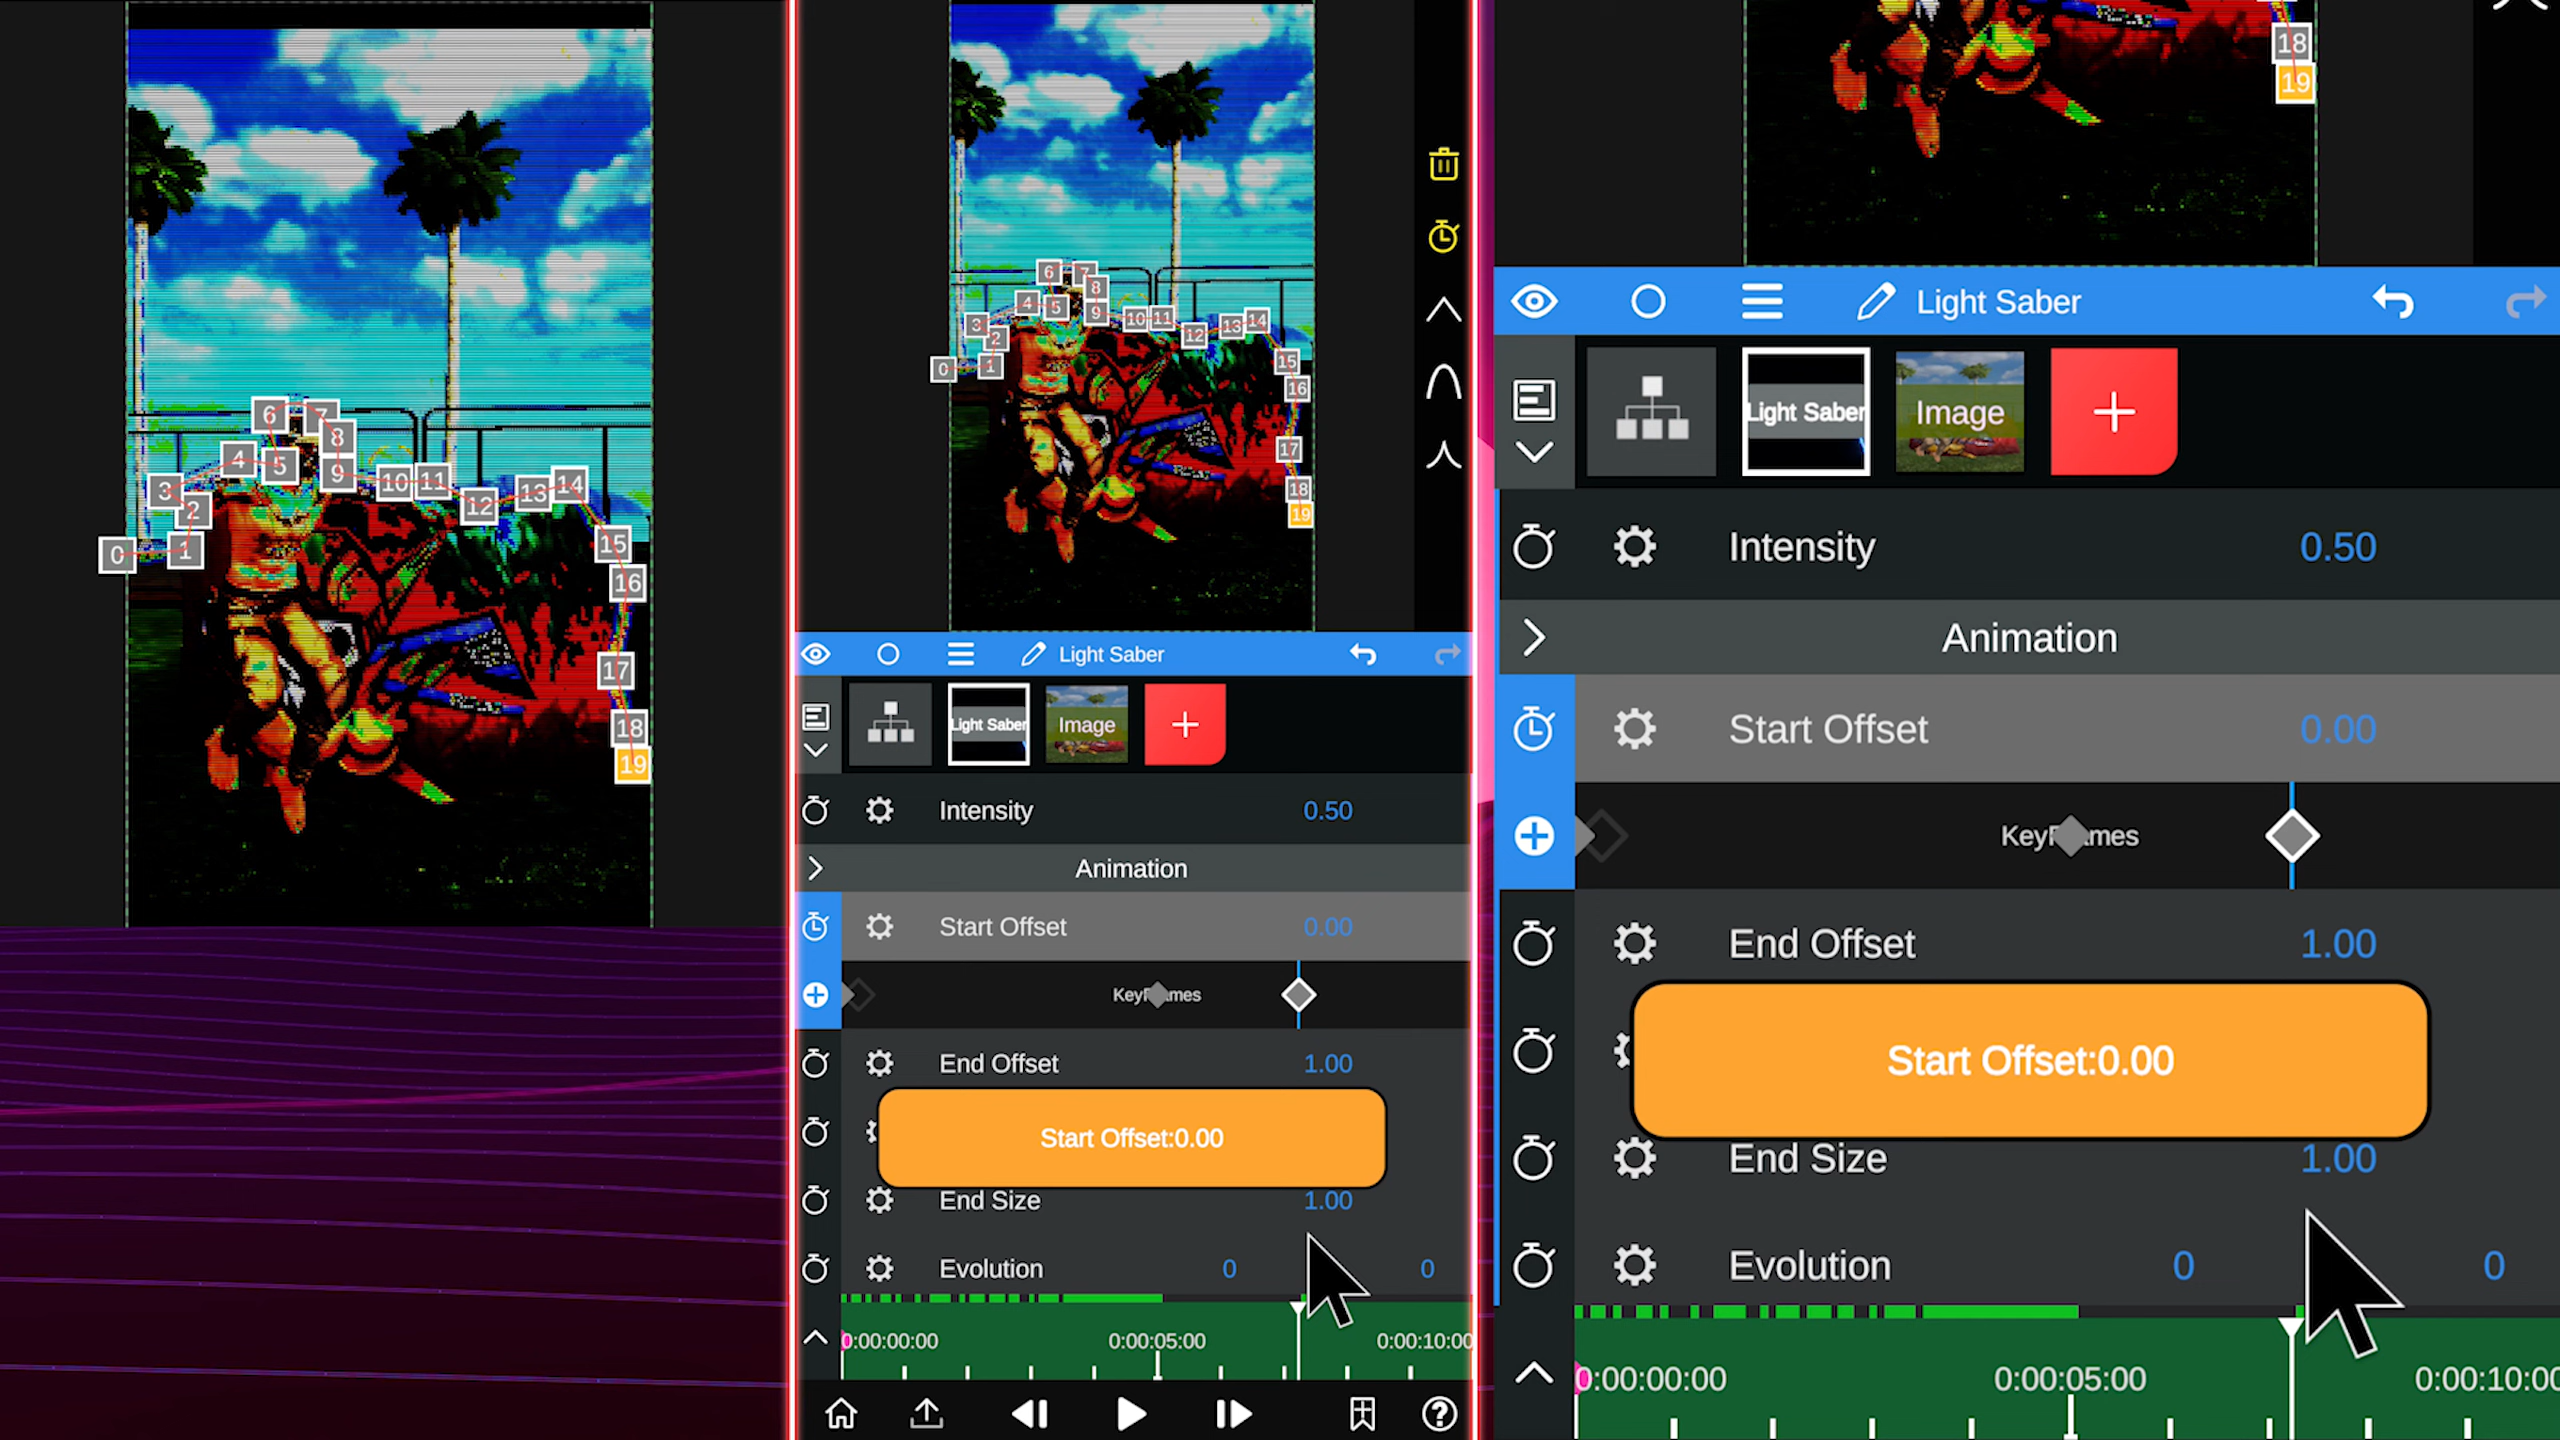 6 7
8
4 5 9
3 10 11 13 14
2 12
0 1 15
16
17
18
19
6 7
8
4 5 9
3 10 11 13 14
2 12
0 1 15
16
17
18
19
Light Saber
Light Saber Image +
Intensity 0.50
Animation
Start Offset 0.00
End Offset 1.00
Start Offset:0.00
End Size 1.00
Evolution 0 0
0:00:00:00 0:00:05:00 0:00:10:00
18
19
Light Saber
Light Saber Image +
Intensity 0.50
Animation
Start Offset 0.00
End Offset 1.00
Start Offset:0.00
End Size 1.00
Evolution 0 0
0:00:00:00 0:00:05:00 0:00:10:00